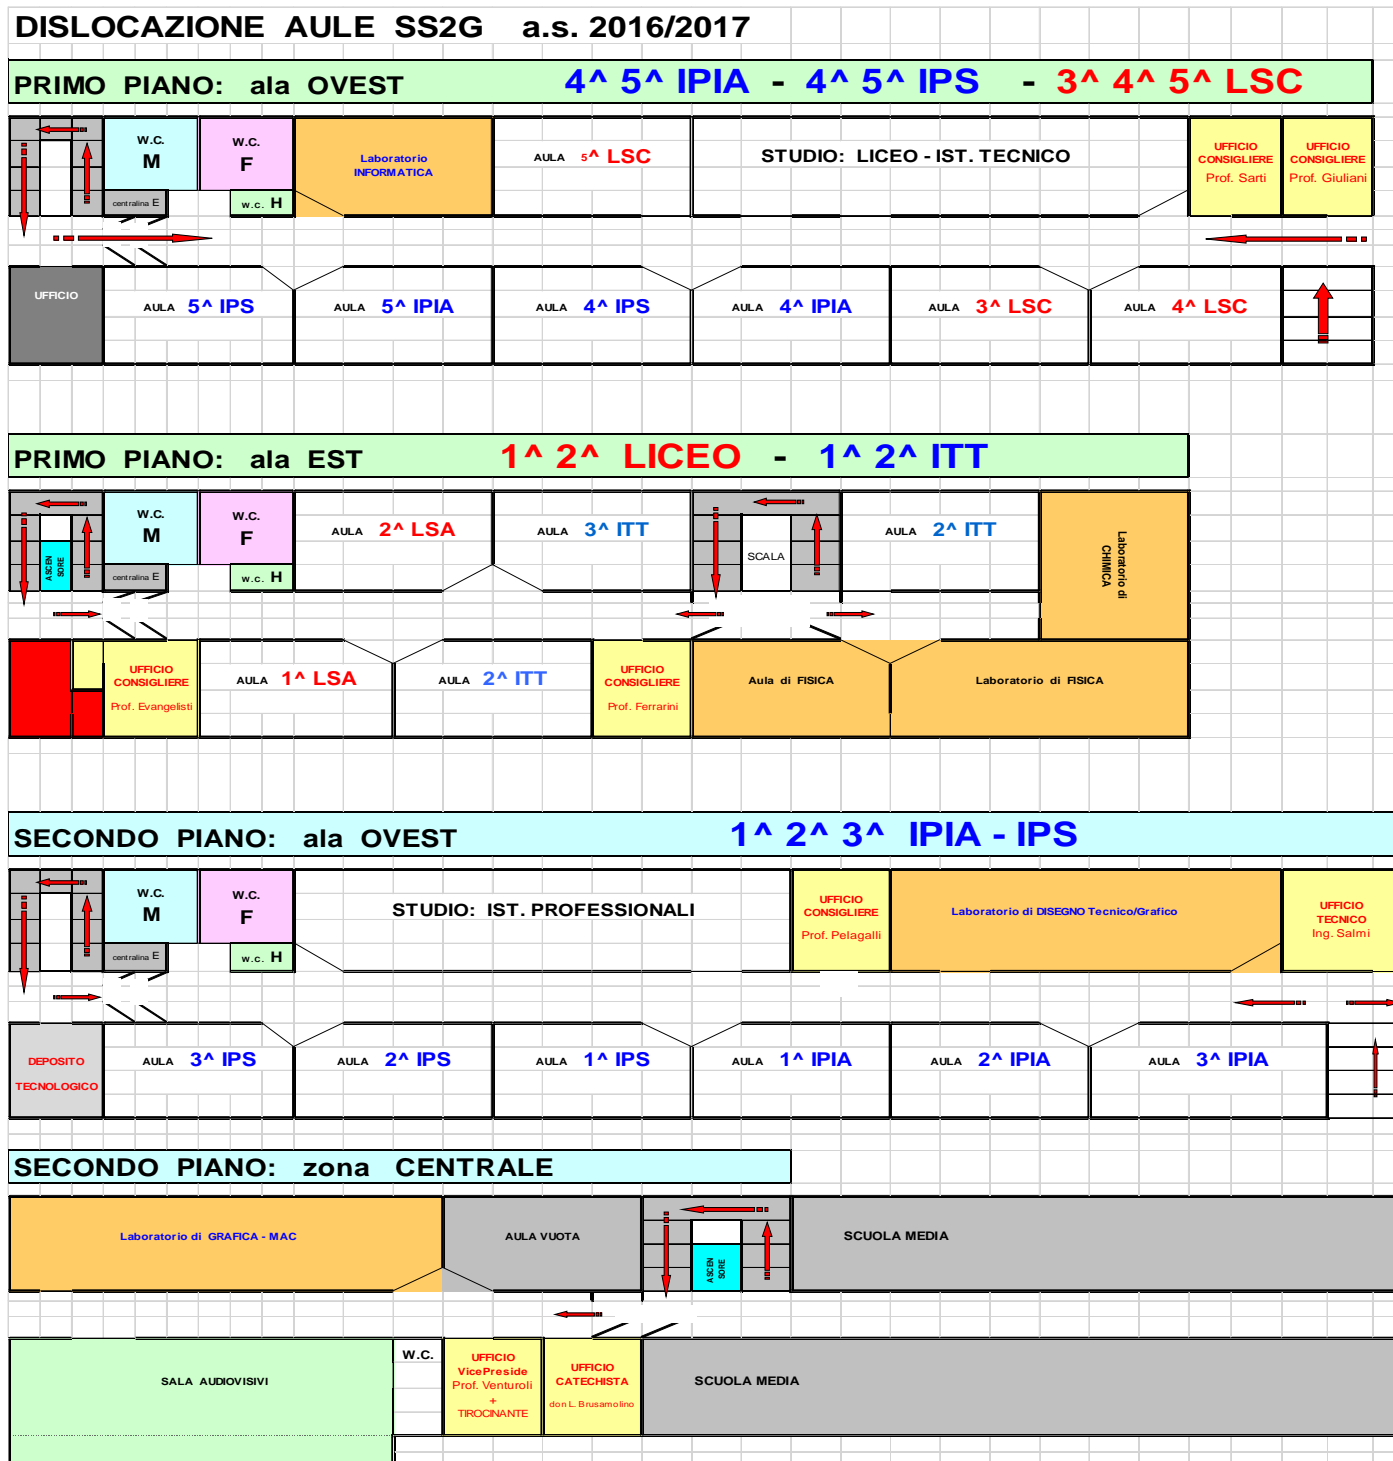 DISLOCAZIONE AULE SS2G a.s. 2016/2017
PRIMO PIANO: ala OVEST 4^ 5^ IPIA - 4^ 5^ IPS - 3^ 4^ 5^ LSC
W.C.
M
W.C.
F
Laboratorio
INFORMATICA
AULA 5^ LSC
STUDIO: LICEO - IST. TECNICO
UFFICIO
CONSIGLIERE
Prof. Sarti
UFFICIO
CONSIGLIERE
Prof. Giuliani
centralina E
w.c. H
UFFICIO
AULA 5^ IPS
AULA 5^ IPIA
AULA 4^ IPS
AULA 4^ IPIA
AULA 3^ LSC
AULA 4^ LSC
PRIMO PIANO: ala EST 1^ 2^ LICEO - 1^ 2^ ITT
ASCEN
SORE
W.C.
M
W.C.
F
AULA 2^ LSA
AULA 3^ ITT
SCALA
AULA 2^ ITT
Laboratorio di
CHIMICA
centralina E
w.c. H
UFFICIO
CONSIGLIERE
Prof. Evangelisti
AULA 1^ LSA
AULA 2^ ITT
UFFICIO
CONSIGLIERE
Prof. Ferrarini
Aula di FISICA
Laboratorio di FISICA
SECONDO PIANO: ala OVEST 1^ 2^ 3^ IPIA - IPS
W.C.
M
W.C.
F
STUDIO: IST. PROFESSIONALI
UFFICIO
CONSIGLIERE
Prof. Pelagalli
Laboratorio di DISEGNO Tecnico/Grafico
UFFICIO
TECNICO
Ing. Salmi
centralina E
w.c. H
DEPOSITO
TECNOLOGICO
AULA 3^ IPS
AULA 2^ IPS
AULA 1^ IPS
AULA 1^ IPIA
AULA 2^ IPIA
AULA 3^ IPIA
SECONDO PIANO: zona CENTRALE
Laboratorio di GRAFICA - MAC
AULA VUOTA
ASCEN
SORE
SCUOLA MEDIA
SALA AUDIOVISIVI
W.C.
UFFICIO
VicePreside
Prof. Venturoli
+
TIROCINANTE
UFFICIO
CATECHISTA
don L. Brusamolino
SCUOLA MEDIA